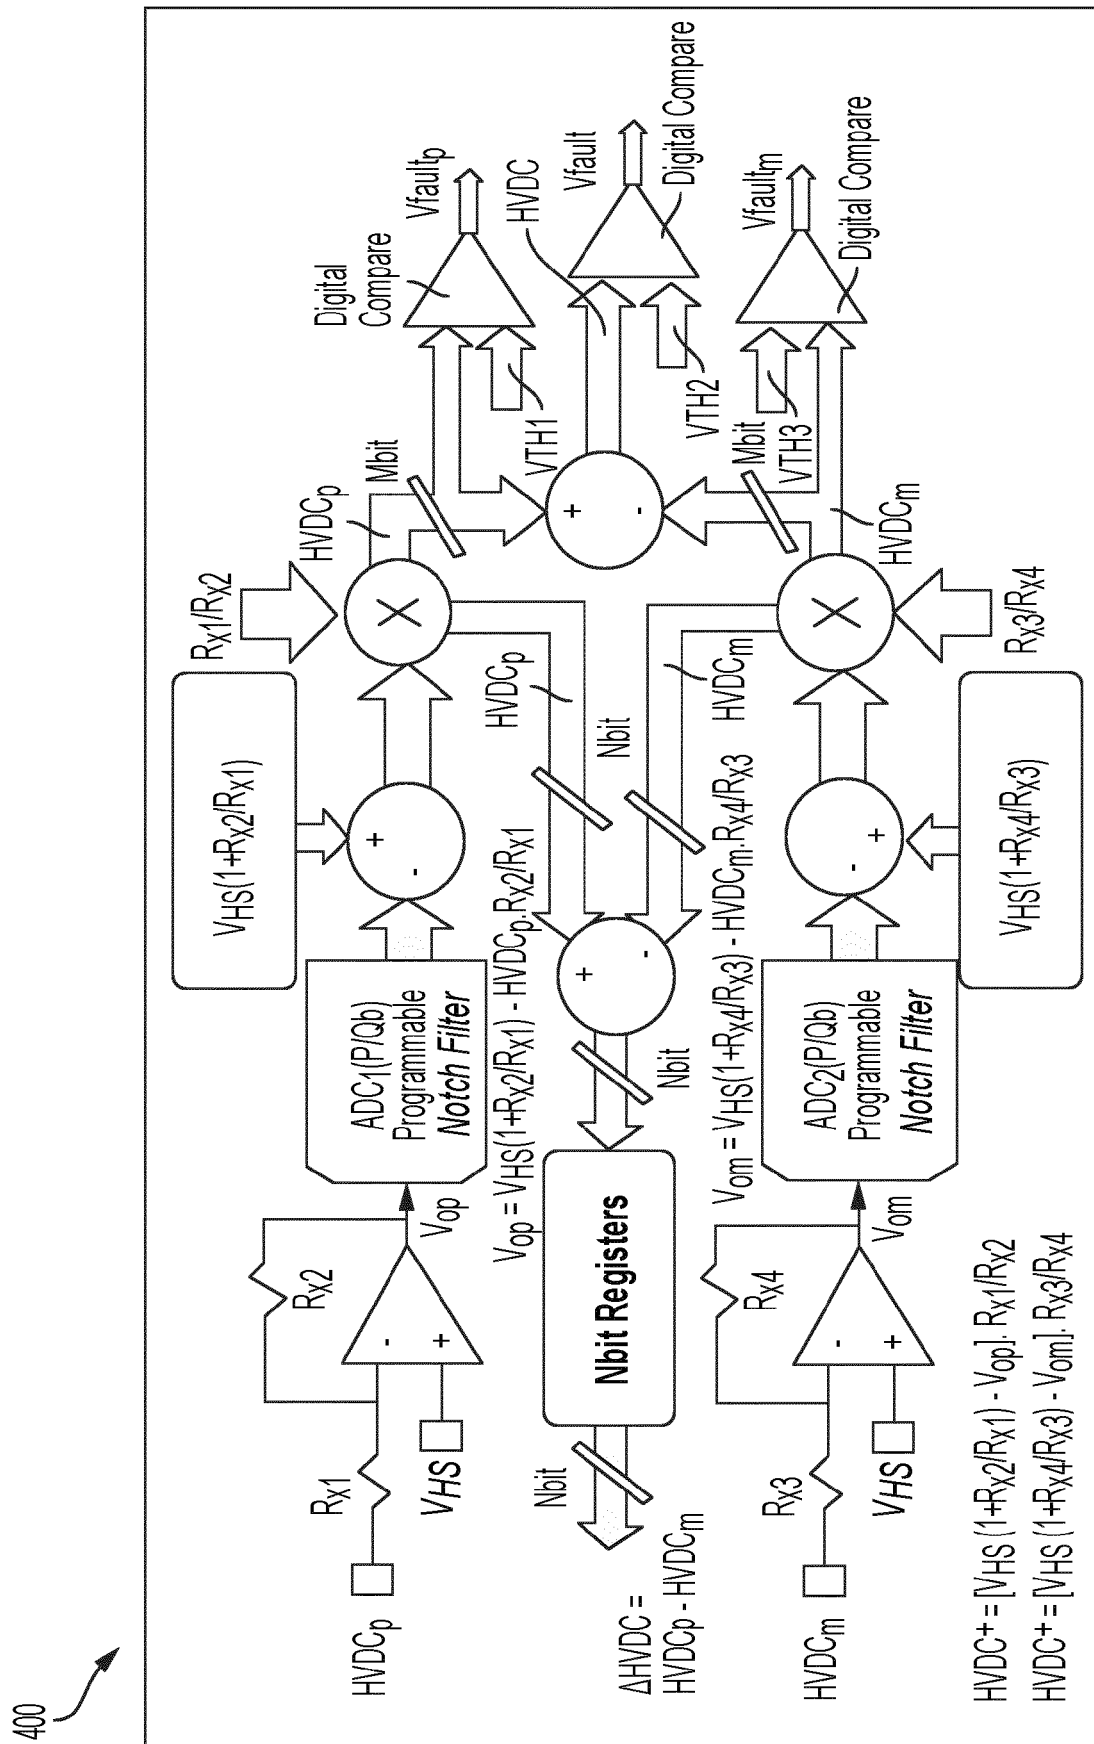 400
HVDCp
Rx1
Rx2
VHS
-
+
Vop
ADC1(P/Qb)
Programmable
Notch Filter
VHS(1+Rx2/Rx1)
+
-
Rx1/Rx2
X
HVDCp
Mbit
Digital
Compare
Vfaultp
VTH1
Vop = VHS(1+Rx2/Rx1) - HVDCp.Rx2/Rx1
HVDCp
Nbit
+
-
HVDC
Vfault
Digital Compare
VTH2
ΔHVDC =
HVDCp - HVDCm
Nbit
Nbit Registers
Nbit
+
-
HVDCm
Vom = VHS(1+Rx4/Rx3) - HVDCm.Rx4/Rx3
HVDCm
Rx3
Rx4
VHS
-
+
Vom
ADC2(P/Qb)
Programmable
Notch Filter
-
+
VHS(1+Rx4/Rx3)
X
Rx3/Rx4
HVDCm
Mbit
VTH3
Vfaultm
Digital Compare
HVDC+ = [VHS (1+Rx2/Rx1) - Vop]. Rx1/Rx2
HVDC+ = [VHS (1+Rx4/Rx3) - Vom]. Rx3/Rx4